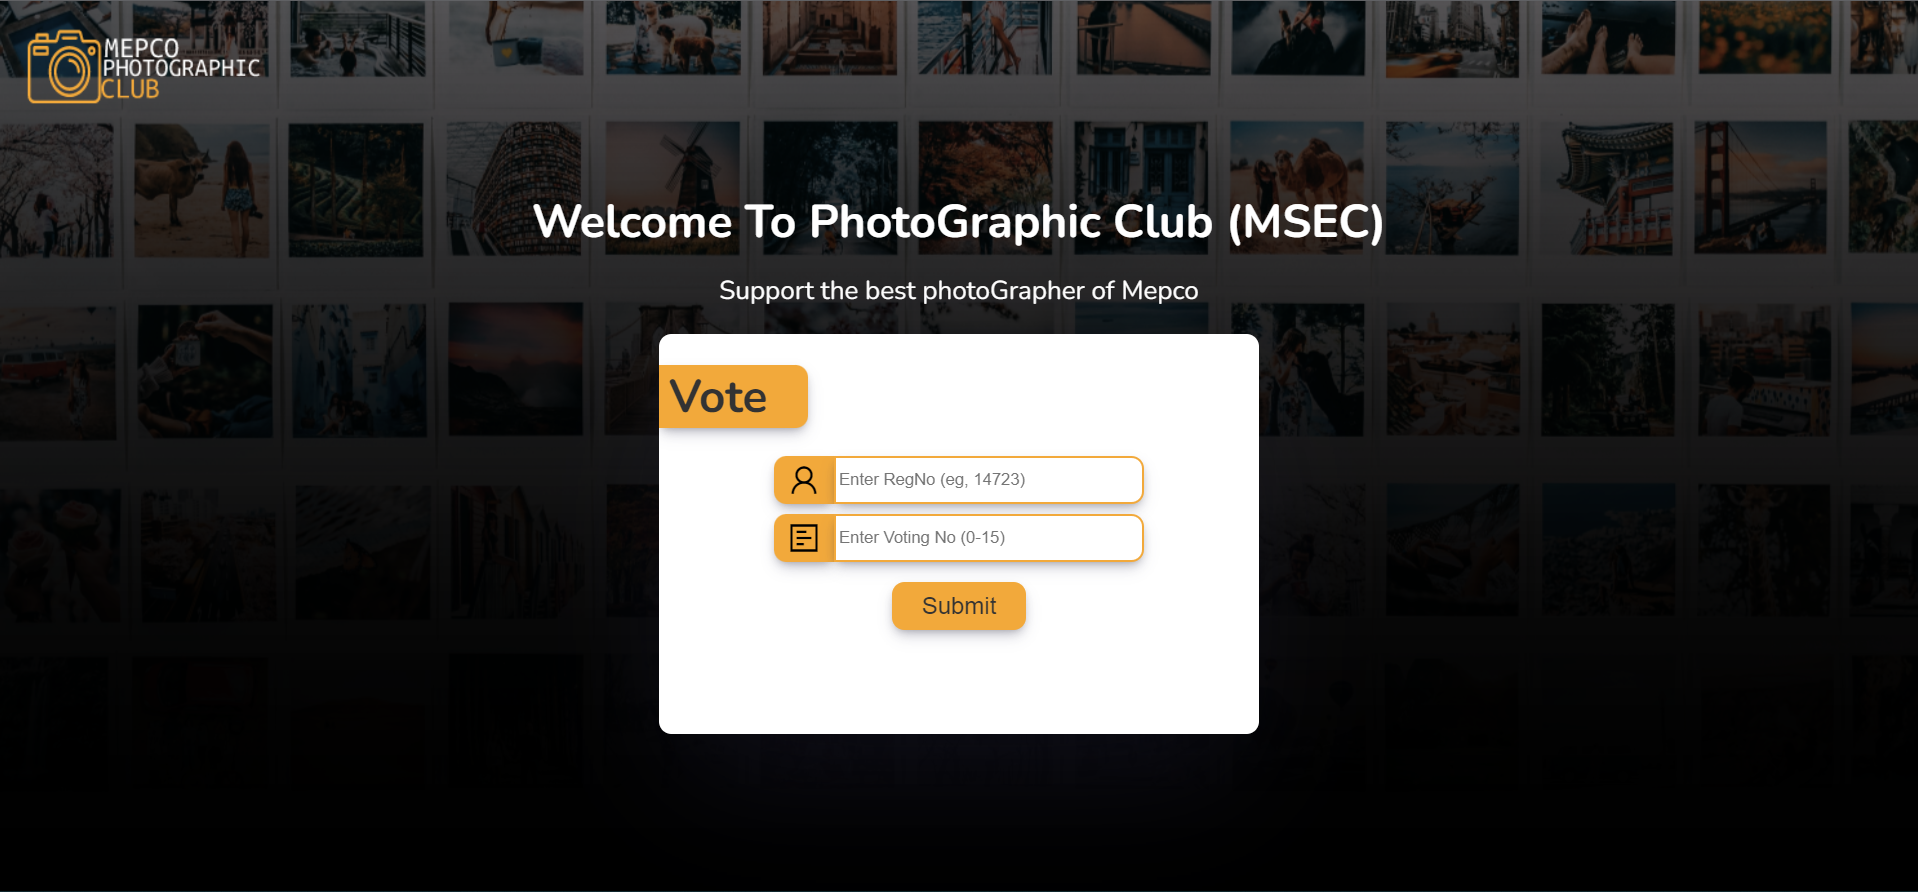 MEPCO
PHOTOGRAPHIC
CLUB
Welcome To PhotoGraphic Club (MSEC)
Support the best photoGrapher of Mepco
Vote
Enter RegNo (eg, 14723)
Enter Voting No (0-15)
Submit